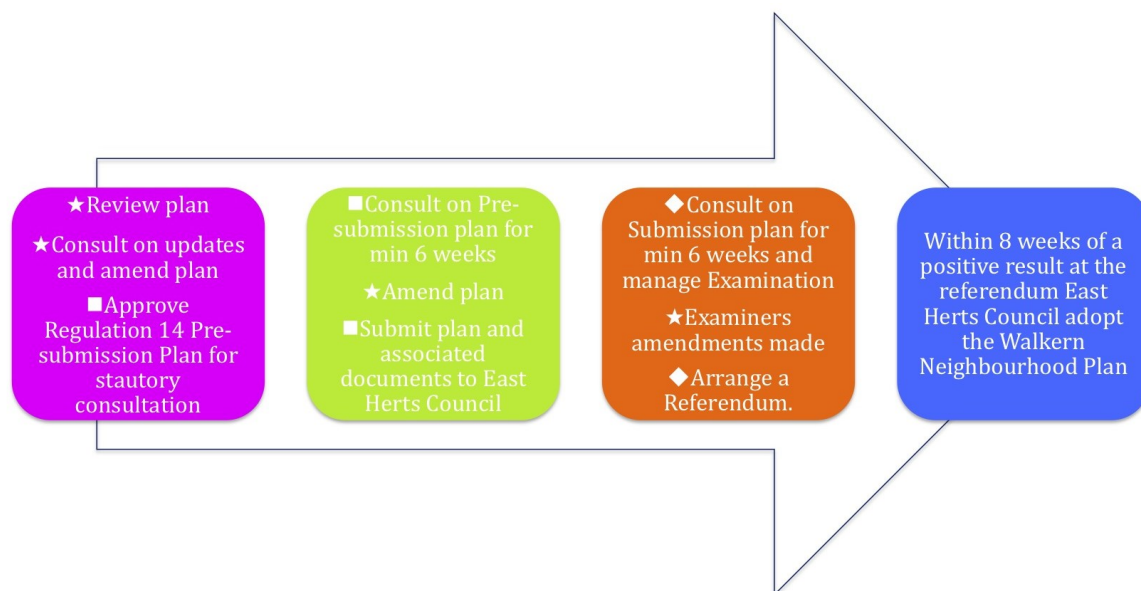 ★Review plan
★Consult on updates
and amend plan
■Approve
Regulation 14 Pre-
submission Plan for
stautory
consultation
■Consult on Pre-
submission plan for
min 6 weeks
★Amend plan
■Submit plan and
associated
documents to East
Herts Council
◆Consult on
Submission plan for
min 6 weeks and
manage Examination
★Examiners
amendments made
◆Arrange a
Referendum.
Within 8 weeks of a
positive result at the
referendum East
Herts Council adopt
the Walkern
Neighbourhood Plan